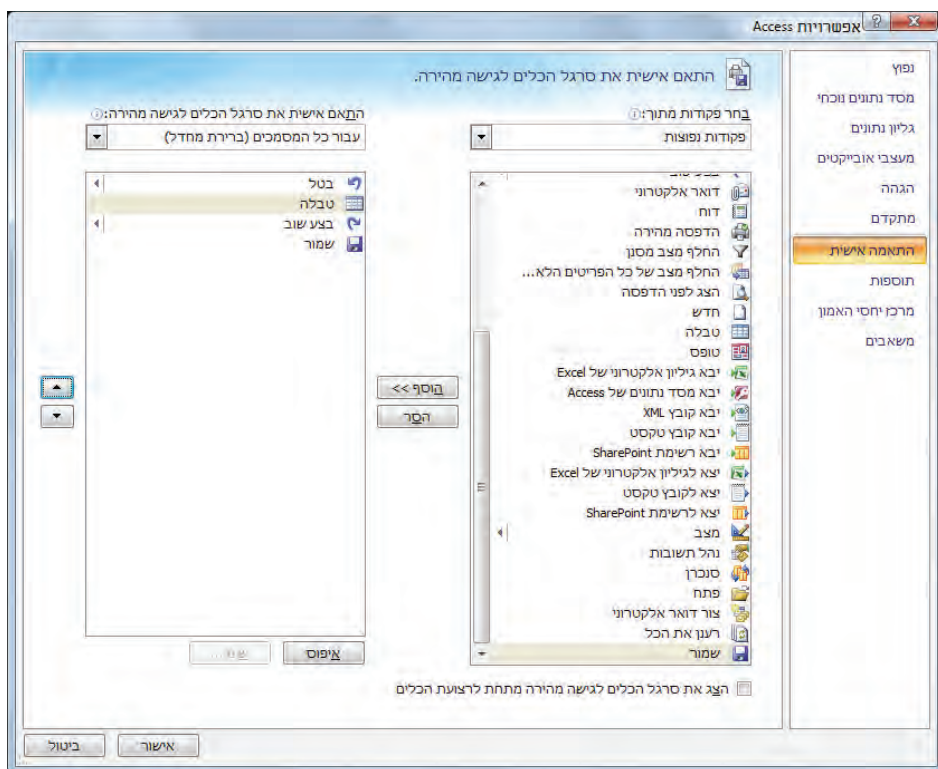 אפשרויות Access
נפוץ
מסד נתונים נוכחי
גליון נתונים
מעצבי אובייקטים
הגהה
מתקדם
התאמה אישית
תוספות
מרכז יחסי האמון
משאבים
התאם אישית את סרגל הכלים לגישה מהירה.
בחר פקודות מתוך:
פקודות נפוצות
דואר אלקטרוני
דוח
הדפסה מהירה
החלף מצב מסנן
החלף מצב של כל הפריטים הלא...
הצג לפני הדפסה
חדש
טבלה
טופס
יבא גיליון אלקטרוני של Excel
יבא מסד נתונים של Access
יבא קובץ XML
יבא קובץ טקסט
יבא רשימת SharePoint
יצא לגיליון אלקטרוני של Excel
יצא לקובץ טקסט
יצא לרשימת SharePoint
מצב
נהל תשובות
סנכרן
פתח
צור דואר אלקטרוני
רענן את הכל
שמור
הוסף >>
הסר
התאם אישית את סרגל הכלים לגישה מהירה:
עבור כל המסמכים (ברירת מחדל)
בטל
טבלה
בצע שוב
שמור
איפוס
הצג את סרגל הכלים לגישה מהירה מתחת לרצועת הכלים
אישור
ביטול